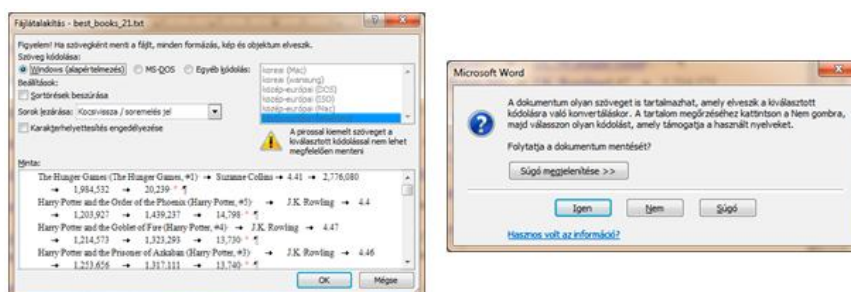 Fájlátalakítás - best_books_21.txt
Figyelem! Ha szövegként menti a fájlt, minden formázás, kép és objektum elveszik.
Szöveg kódolása:
Windows (alapértelmezés) MS-DOS Egyéb kódolás:
koreai (Mac)
koreai (wansung)
közép-európai (DOS)
közép-európai (ISO)
közép-európai (Mac)
Beállítások:
Sortörések beszúrása
Sorok lezárása: Kocsivissza / soremelés jel
Karakterhelyettesítés engedélyezése
A pirossal kiemelt szöveget a
kiválasztott kódolással nem lehet
megfelelően menteni
Minta:
The Hunger Games (The Hunger Games, #1) → Suzanne Collins → 4.41 → 2,776,080
→ 1,984,532 → 20,239 ° ¶
Harry Potter and the Order of the Phoenix (Harry Potter, #5) → J.K. Rowling → 4.4
→ 1,203,927 → 1,439,237 → 14,798 ° ¶
Harry Potter and the Goblet of Fire (Harry Potter, #4) → J.K. Rowling → 4.47
→ 1,214,573 → 1,323,293 → 13,730 ° ¶
Harry Potter and the Prisoner of Azkaban (Harry Potter, #3) → J.K. Rowling → 4.46
→ 1,253,656 → 1,317,111 → 13,740 ° ¶
OK Mégse
Microsoft Word
A dokumentum olyan szöveget is tartalmazhat, amely elveszik a kiválasztott
kódolásra való konvertáláskor. A tartalom megőrzéséhez kattintson a Nem gombra,
majd válasszon olyan kódolást, amely támogatja a használt nyelveket.
Folytatja a dokumentum mentését?
Súgó megjelenítése >>
Igen Nem Súgó
Hasznos volt az információ?